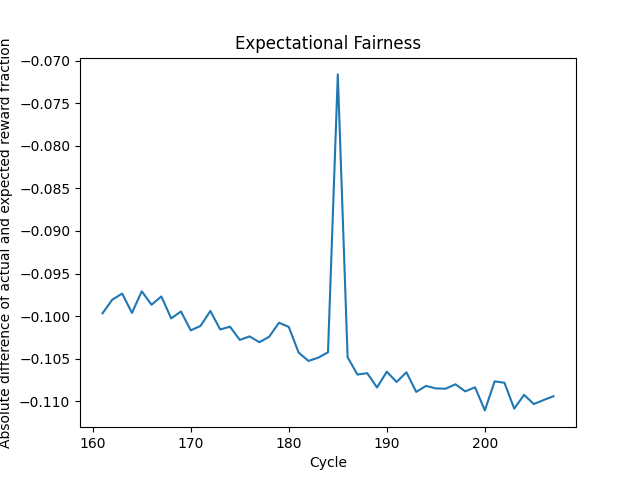 Expectational Fairness
Absolute difference of actual and expected reward fraction
−0.070
−0.075
−0.080
−0.085
−0.090
−0.095
−0.100
−0.105
−0.110
160 170 180 190 200
Cycle